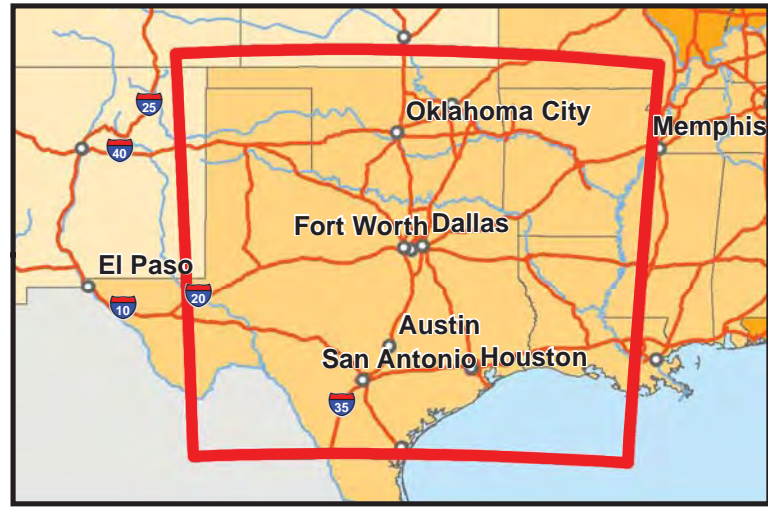 25
Oklahoma City
Memphis
40
Fort Worth Dallas
El Paso
20
10
Austin
San Antonio Houston
35